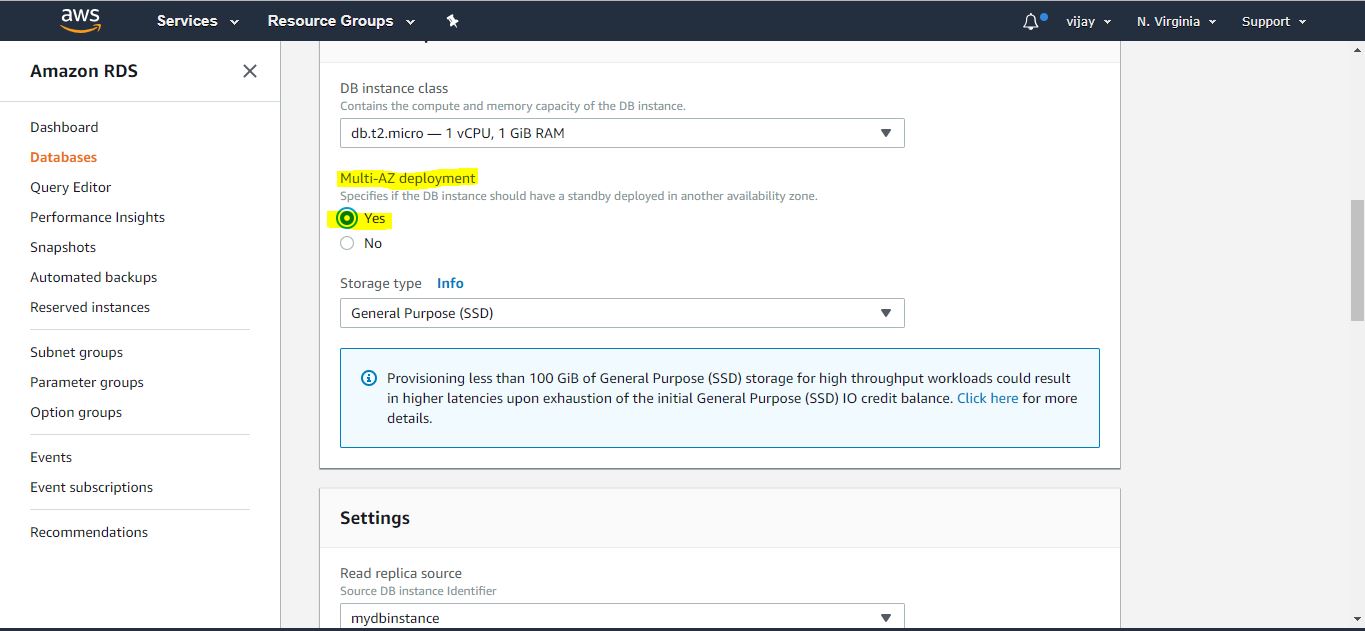 aws
Services
Resource Groups
vijay
N. Virginia
Support
Amazon RDS
Dashboard
Databases
Query Editor
Performance Insights
Snapshots
Automated backups
Reserved instances
Subnet groups
Parameter groups
Option groups
Events
Event subscriptions
Recommendations
DB instance class
Contains the compute and memory capacity of the DB instance.
db.t2.micro — 1 vCPU, 1 GiB RAM
Multi-AZ deployment
Specifies if the DB instance should have a standby deployed in another availability zone.
Yes
No
Storage type Info
General Purpose (SSD)
Provisioning less than 100 GiB of General Purpose (SSD) storage for high throughput workloads could result
in higher latencies upon exhaustion of the initial General Purpose (SSD) IO credit balance. Click here for more
details.
Settings
Read replica source
Source DB instance Identifier
mydbinstance